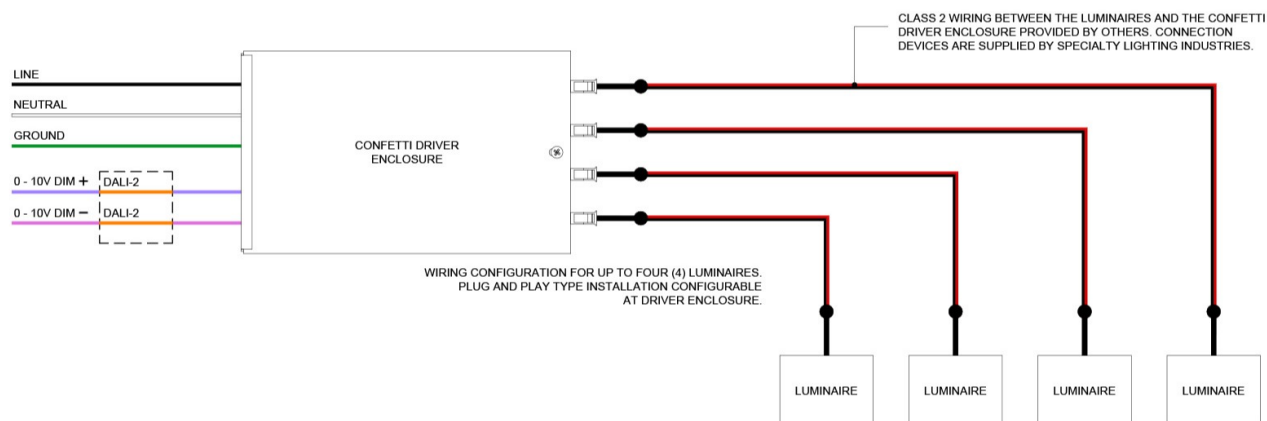 CLASS 2 WIRING BETWEEN THE LUMINAIRES AND THE CONFETTI
DRIVER ENCLOSURE PROVIDED BY OTHERS. CONNECTION
DEVICES ARE SUPPLIED BY SPECIALTY LIGHTING INDUSTRIES.
LINE
NEUTRAL
GROUND
0 - 10V DIM + DALI-2
0 - 10V DIM − DALI-2
CONFETTI DRIVER
ENCLOSURE
WIRING CONFIGURATION FOR UP TO FOUR (4) LUMINAIRES.
PLUG AND PLAY TYPE INSTALLATION CONFIGURABLE
AT DRIVER ENCLOSURE.
LUMINAIRE
LUMINAIRE
LUMINAIRE
LUMINAIRE